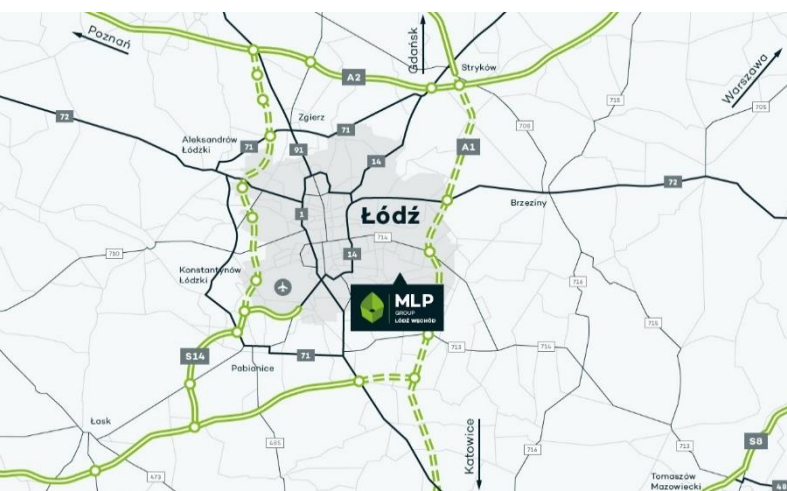 Poznań
Gdańsk
Stryków
A2
Warszawa
72
Zgierz
715
708
705
Aleksandrów
Łódzki
71
71
91
14
A1
72
Łódź
Brzeziny
1
714
710
14
Konstantynów
Łódzki
MLP
GROUP
ŁÓDŹ WSCHÓD
714
715
S14
71
713
714
Pabianice
Łask
485
Katowice
713
S8
716
473
Tomaszów
Mazowiecki
48